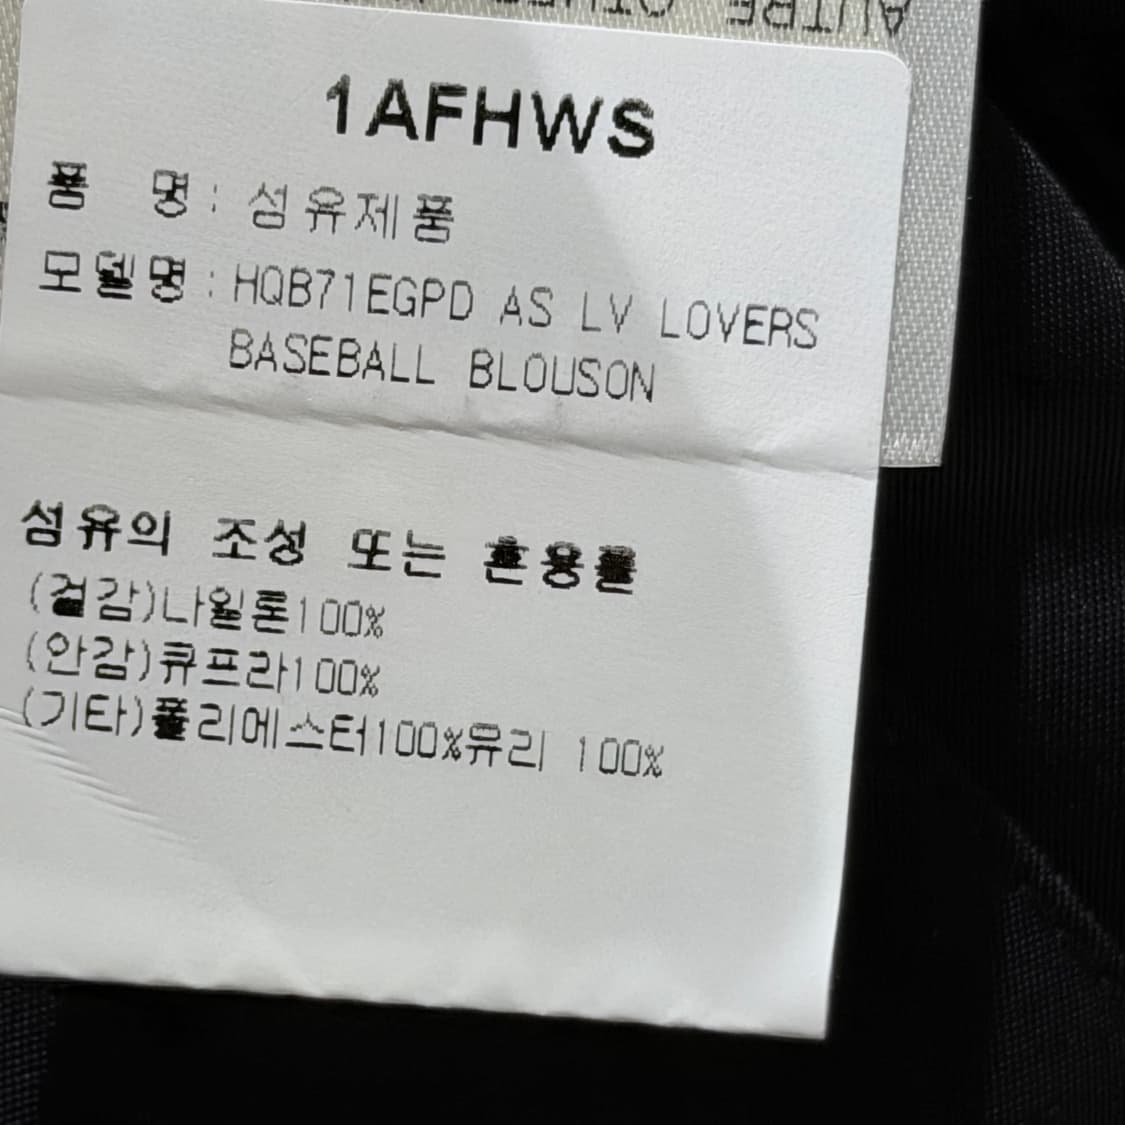 AUTRE OTHER
1AFHWS
품 명 : 섬유제품
모델명 : HQB71EGPD AS LV LOVERS
BASEBALL BLOUSON
섬유의 조성 또는 혼용률
(겉감)나일론100%
(안감)큐프라100%
(기타)폴리에스터100%유리 100%